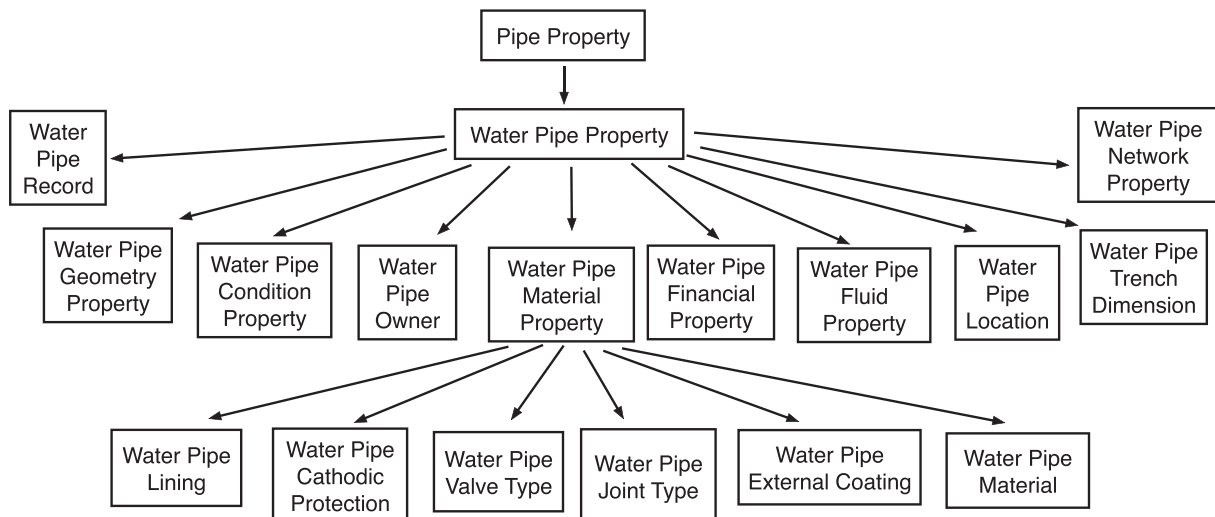 Pipe Property
Water Pipe Property
Water
Pipe
Record
Water Pipe
Network
Property
Water Pipe
Geometry
Property
Water Pipe
Condition
Property
Water
Pipe
Owner
Water Pipe
Material
Property
Water Pipe
Financial
Property
Water Pipe
Fluid
Property
Water
Pipe
Location
Water Pipe
Trench
Dimension
Water Pipe
Lining
Water Pipe
Cathodic
Protection
Water Pipe
Valve Type
Water Pipe
Joint Type
Water Pipe
External Coating
Water Pipe
Material